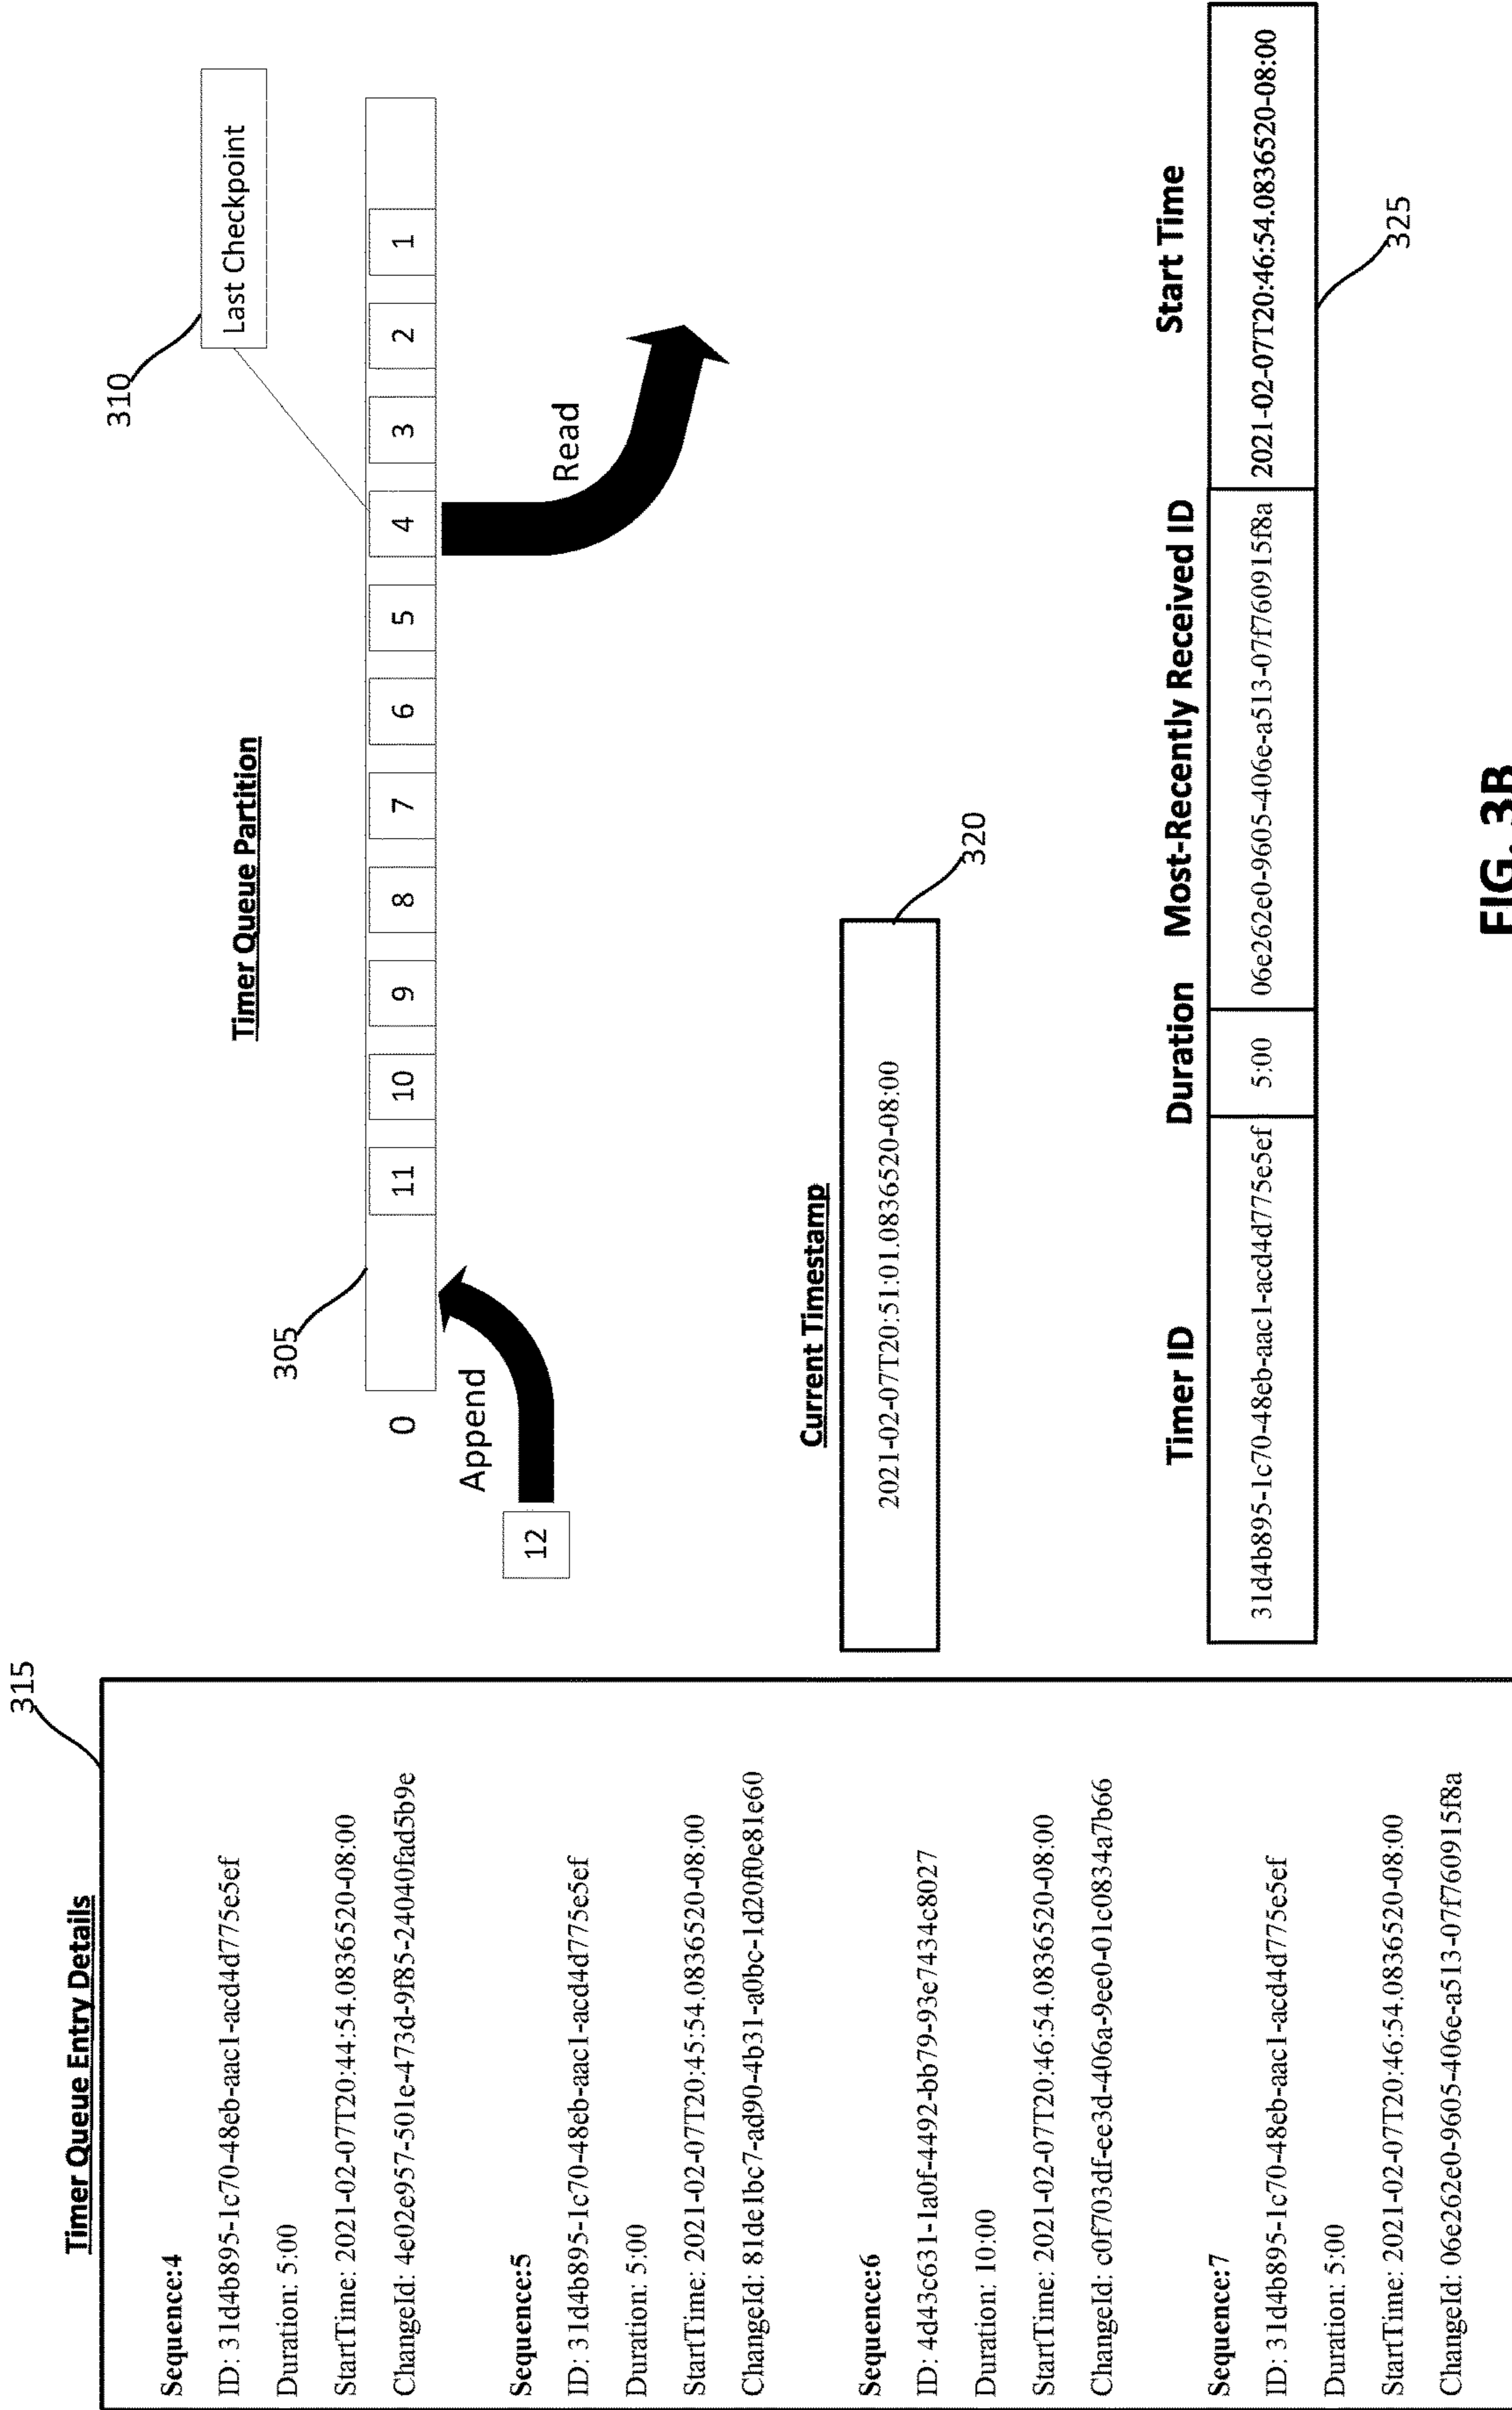 Timer Queue Entry Details
315
Sequence:4
ID: 31d4b895-1c70-48eb-aac1-acd4d775e5ef
Duration: 5:00
StartTime: 2021-02-07T20:44:54.0836520-08:00
ChangeId: 4e02e957-501e-473d-9f85-24040fad5b9e
Sequence:5
ID: 31d4b895-1c70-48eb-aac1-acd4d775e5ef
Duration: 5:00
StartTime: 2021-02-07T20:45:54.0836520-08:00
ChangeId: 81de1bc7-ad90-4b31-a0bc-1d20f0e81e60
Sequence:6
ID: 4d43c631-1a0f-4492-bb79-93e7434c8027
Duration: 10:00
StartTime: 2021-02-07T20:46:54.0836520-08:00
ChangeId: c0f703df-ee3d-406a-9ee0-01c0834a7b66
Sequence:7
ID: 31d4b895-1c70-48eb-aac1-acd4d775e5ef
Duration: 5:00
StartTime: 2021-02-07T20:46:54.0836520-08:00
ChangeId: 06e262e0-9605-406e-a513-07f760915f8a
Timer Queue Partition
310
Last Checkpoint
305
0 11 10 9 8 7 6 5 4 3 2 1
Append
12
Read
Current Timestamp
2021-02-07T20:51:01.0836520-08:00
320
Timer ID Duration Most-Recently Received ID Start Time
31d4b895-1c70-48eb-aac1-acd4d775e5ef 5:00 06e262e0-9605-406e-a513-07f760915f8a 2021-02-07T20:46:54.0836520-08:00
325
FIG. 3B